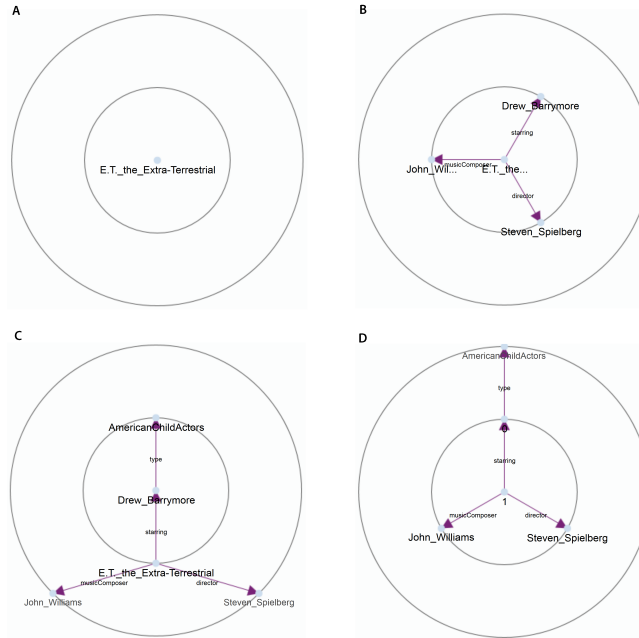 A
E.T._the_Extra-Terrestrial
B
Drew_Barrymore
starring
musicComposer
John_Wil...
E.T._the...
director
Steven_Spielberg
C
AmericanChildActors
type
Drew_Barrymore
starring
E.T._the_Extra-Terrestrial
musicComposer
director
John_Williams
Steven_Spielberg
D
AmericanChildActors
type
starring
1
musicComposer
director
John_Williams
Steven_Spielberg